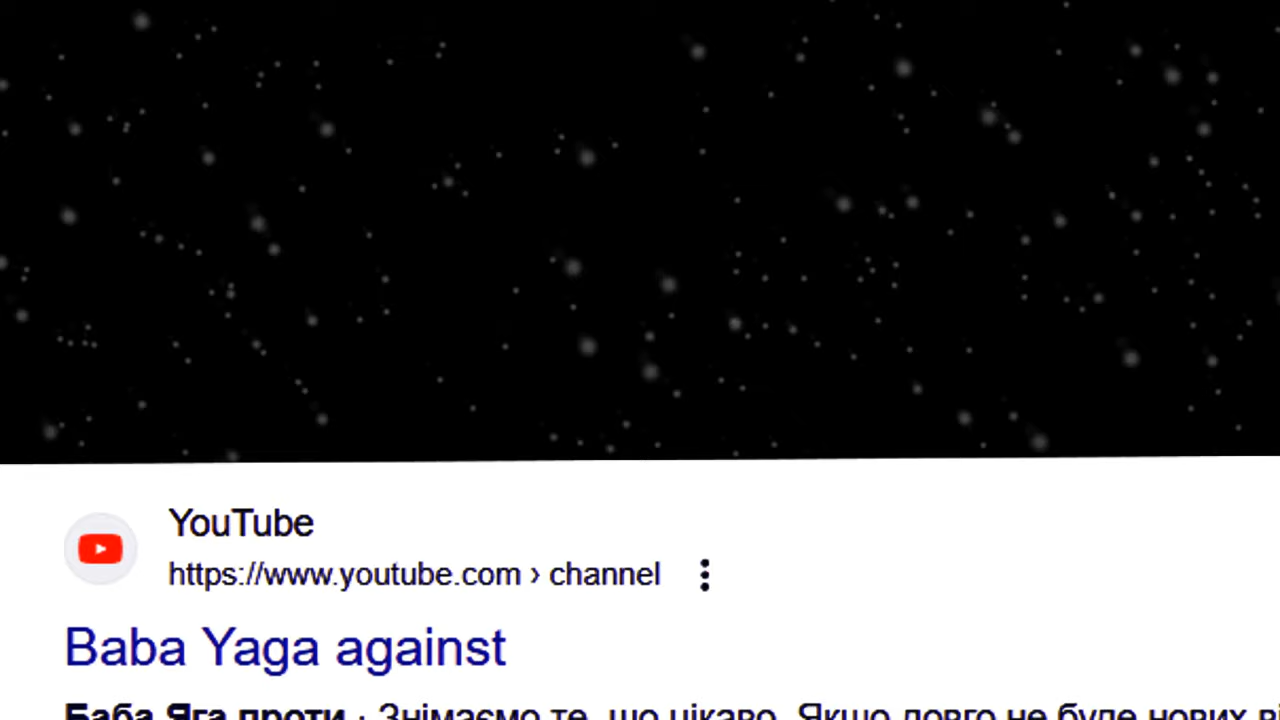 YouTube
https://www.youtube.com › channel
Baba Yaga against
Баба Яга проти · Знімаємо те, що цікаво. Якщо довго не буде нових